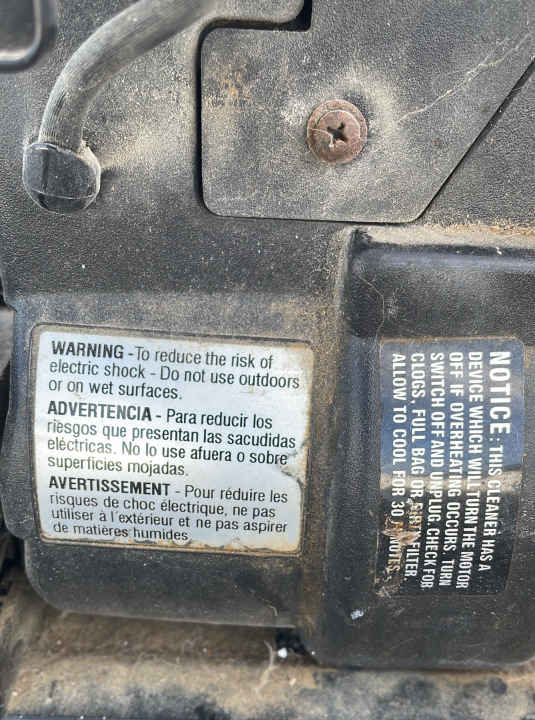 WARNING - To reduce the risk of
electric shock - Do not use outdoors
or on wet surfaces.
ADVERTENCIA - Para reducir los
riesgos que presentan las sacudidas
eléctricas. No lo use afuera o sobre
superficies mojadas.
AVERTISSEMENT - Pour réduire les
risques de choc électrique, ne pas
utiliser à l'extérieur et ne pas aspirer
de matières humides
NOTICE: THIS CLEANER HAS A
DEVICE WHICH WILL TURN THE MOTOR
OFF IF OVERHEATING OCCURS. TURN
SWITCH OFF AND UNPLUG. CHECK FOR
CLOGS, FULL BAG OR DIRTY FILTER.
ALLOW TO COOL FOR 30 MINUTES.